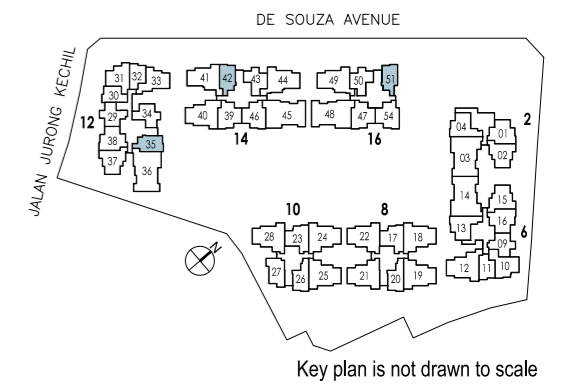 DE SOUZA AVENUE
JALAN JURONG KECHIL
31 32 33
30
29 34
12
38 35
37 36
41 42 43 44
40 39 46 45
14
49 50 51
48 47 54
16
2
04 01
03 02
14 15
13 16
6
09
12 11 10
10
28 23 24
27 26 25
8
22 17 18
21 20 19
N
Key plan is not drawn to scale